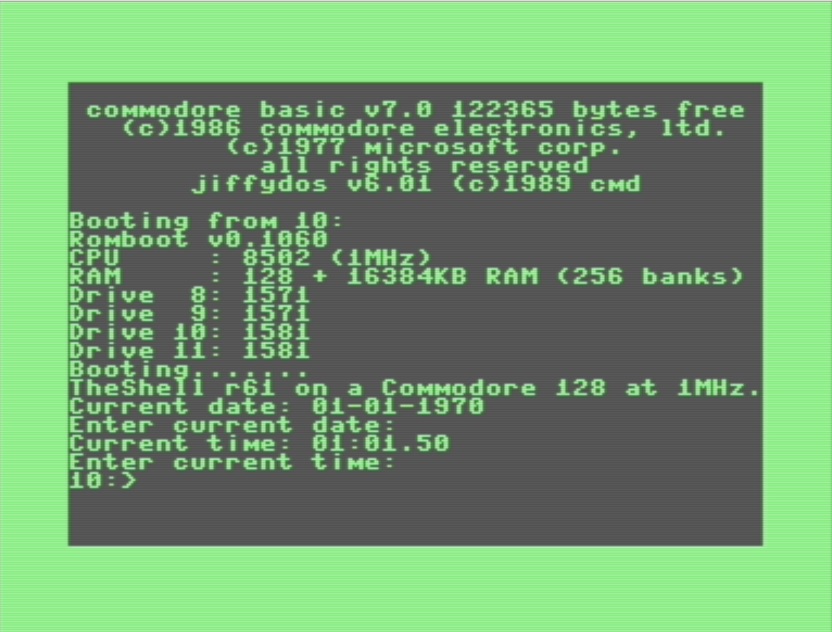 commodore basic v7.0 122365 bytes free
(c)1986 commodore electronics, ltd.
(c)1977 microsoft corp.
all rights reserved
jiffydos v6.01 (c)1989 cmd
Booting from 10:
Romboot v0.1060
CPU : 8502 (1MHz)
RAM : 128 + 16384KB RAM (256 banks)
Drive 8: 1571
Drive 9: 1571
Drive 10: 1581
Drive 11: 1581
Booting.......
TheShell r61 on a Commodore 128 at 1MHz.
Current date: 01-01-1970
Enter current date:
Current time: 01:01.50
Enter current time:
10:>